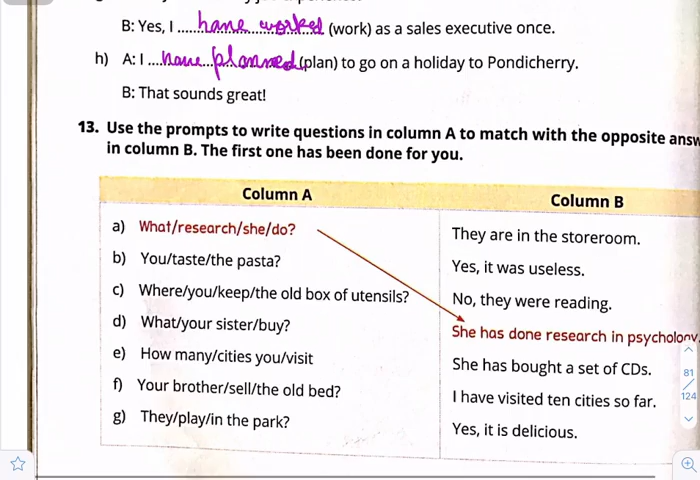 B: Yes, I ......have worked (work) as a sales executive once.
h) A: I ....have planned (plan) to go on a holiday to Pondicherry.
B: That sounds great!
13. Use the prompts to write questions in column A to match with the opposite answ
in column B. The first one has been done for you.
Column A
Column B
a) What/research/she/do?
They are in the storeroom.
b) You/taste/the pasta?
Yes, it was useless.
c) Where/you/keep/the old box of utensils?
No, they were reading.
d) What/your sister/buy?
She has done research in psychology.
e) How many/cities you/visit
She has bought a set of CDs.
f) Your brother/sell/the old bed?
I have visited ten cities so far.
g) They/play/in the park?
Yes, it is delicious.
81
124